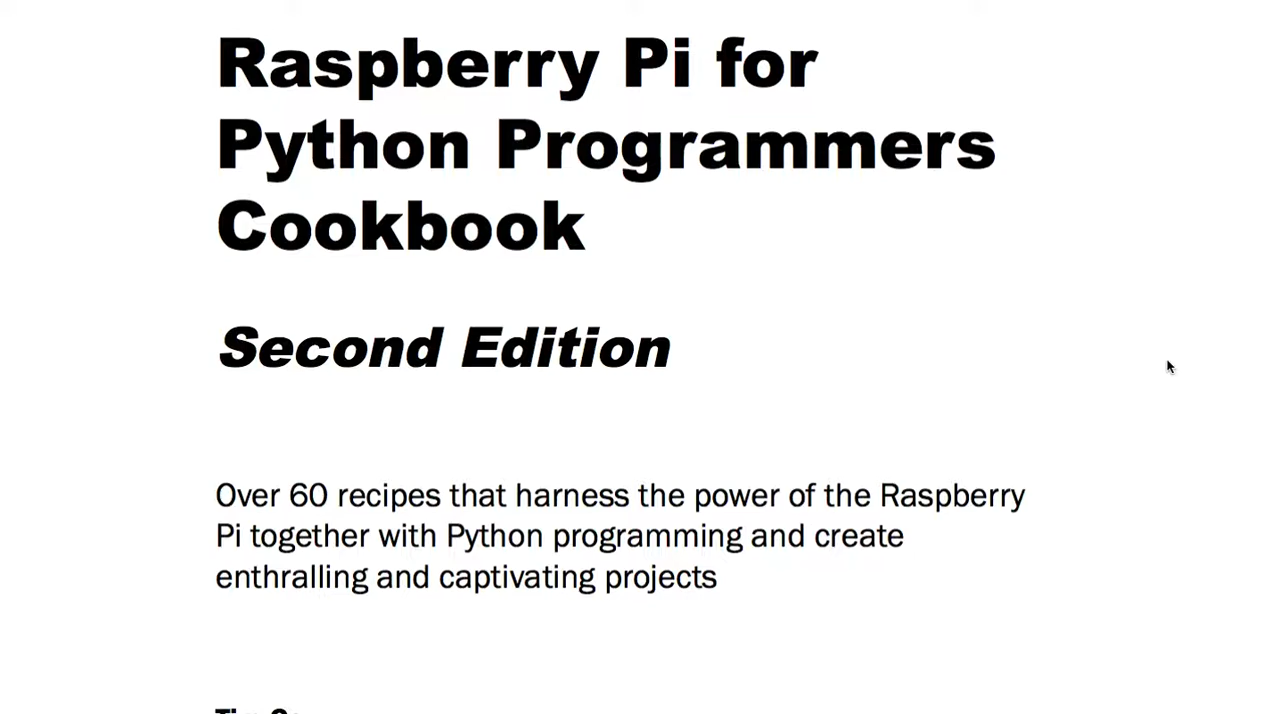 Raspberry Pi for
Python Programmers
Cookbook
Second Edition
Over 60 recipes that harness the power of the Raspberry
Pi together with Python programming and create
enthralling and captivating projects